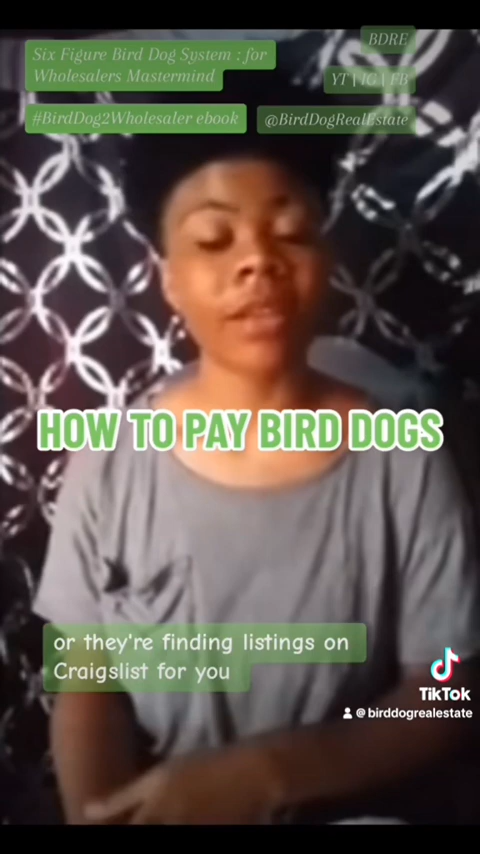 Six Figure Bird Dog System : for
Wholesalers Mastermind
BDRE
YT | IG | FB
#BirdDog2Wholesaler ebook
@BirdDogRealEstate
HOW TO PAY BIRD DOGS
or they're finding listings on
Craigslist for you
TikTok
@birddogrealestate